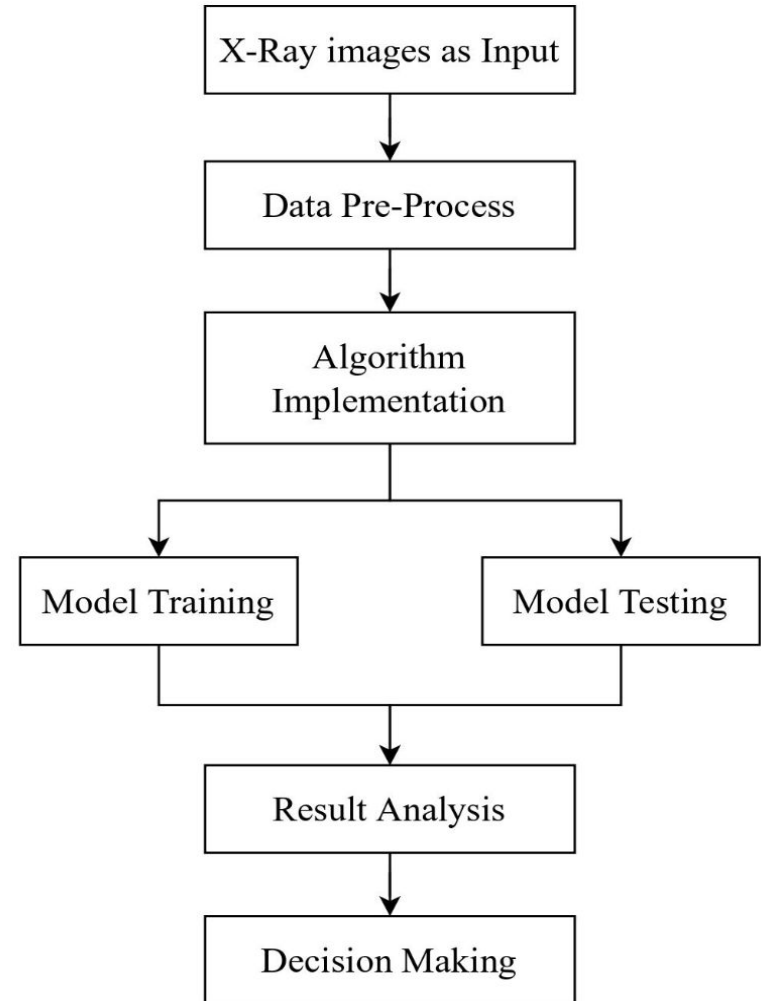 X-Ray images as Input
Data Pre-Process
Algorithm
Implementation
Model Training
Model Testing
Result Analysis
Decision Making